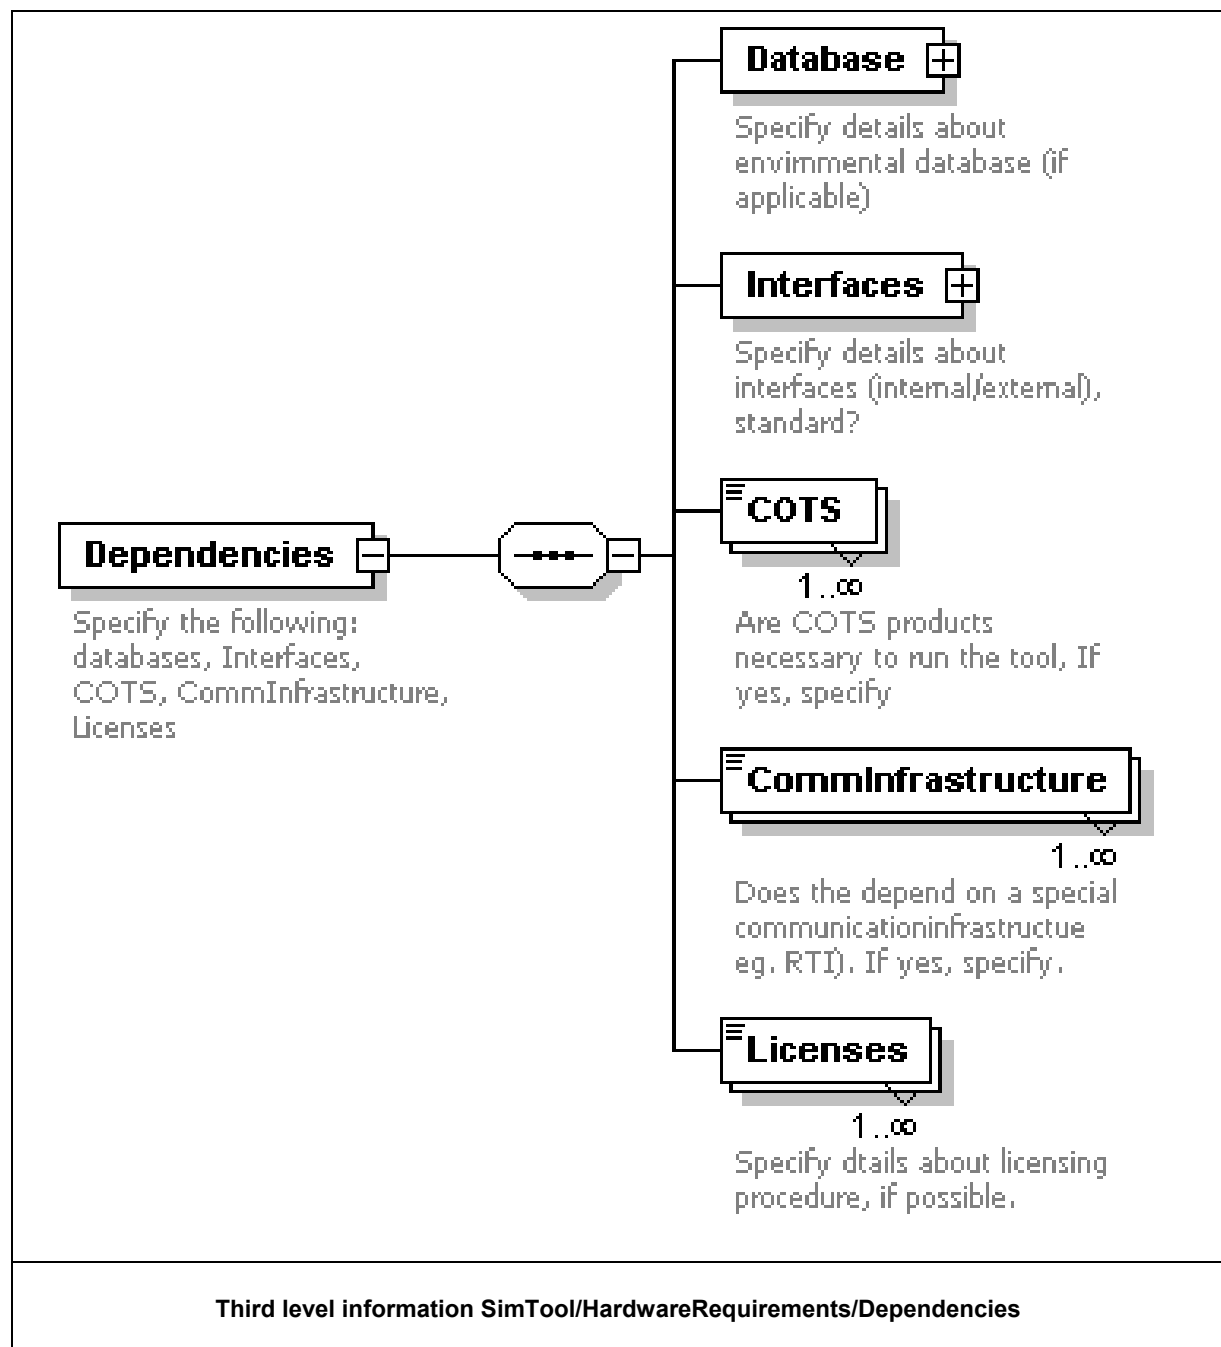 Database
Specify details about
envirnmental database (if
applicable)
Interfaces
Specify details about
interfaces (internal/external),
standard?
COTS
1..∞
Are COTS products
necessary to run the tool, If
yes, specify
Dependencies
Specify the following:
databases, Interfaces,
COTS, CommInfrastructure,
Licenses
CommInfrastructure
1..∞
Does the depend on a special
communicationinfrastructue
eg. RTI). If yes, specify.
Licenses
1..∞
Specify dtails about licensing
procedure, if possible.
Third level information SimTool/HardwareRequirements/Dependencies